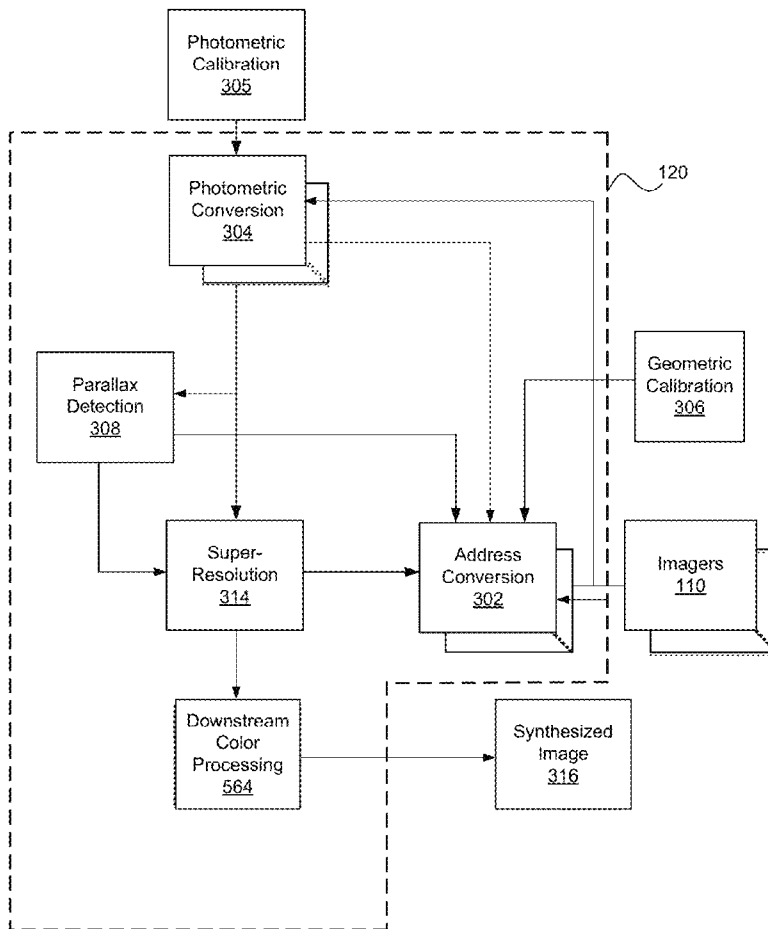 Photometric
Calibration
305
120
Photometric
Conversion
304
Parallax
Detection
308
Geometric
Calibration
306
Super-
Resolution
314
Address
Conversion
302
Imagers
110
Downstream
Color
Processing
564
Synthesized
Image
316